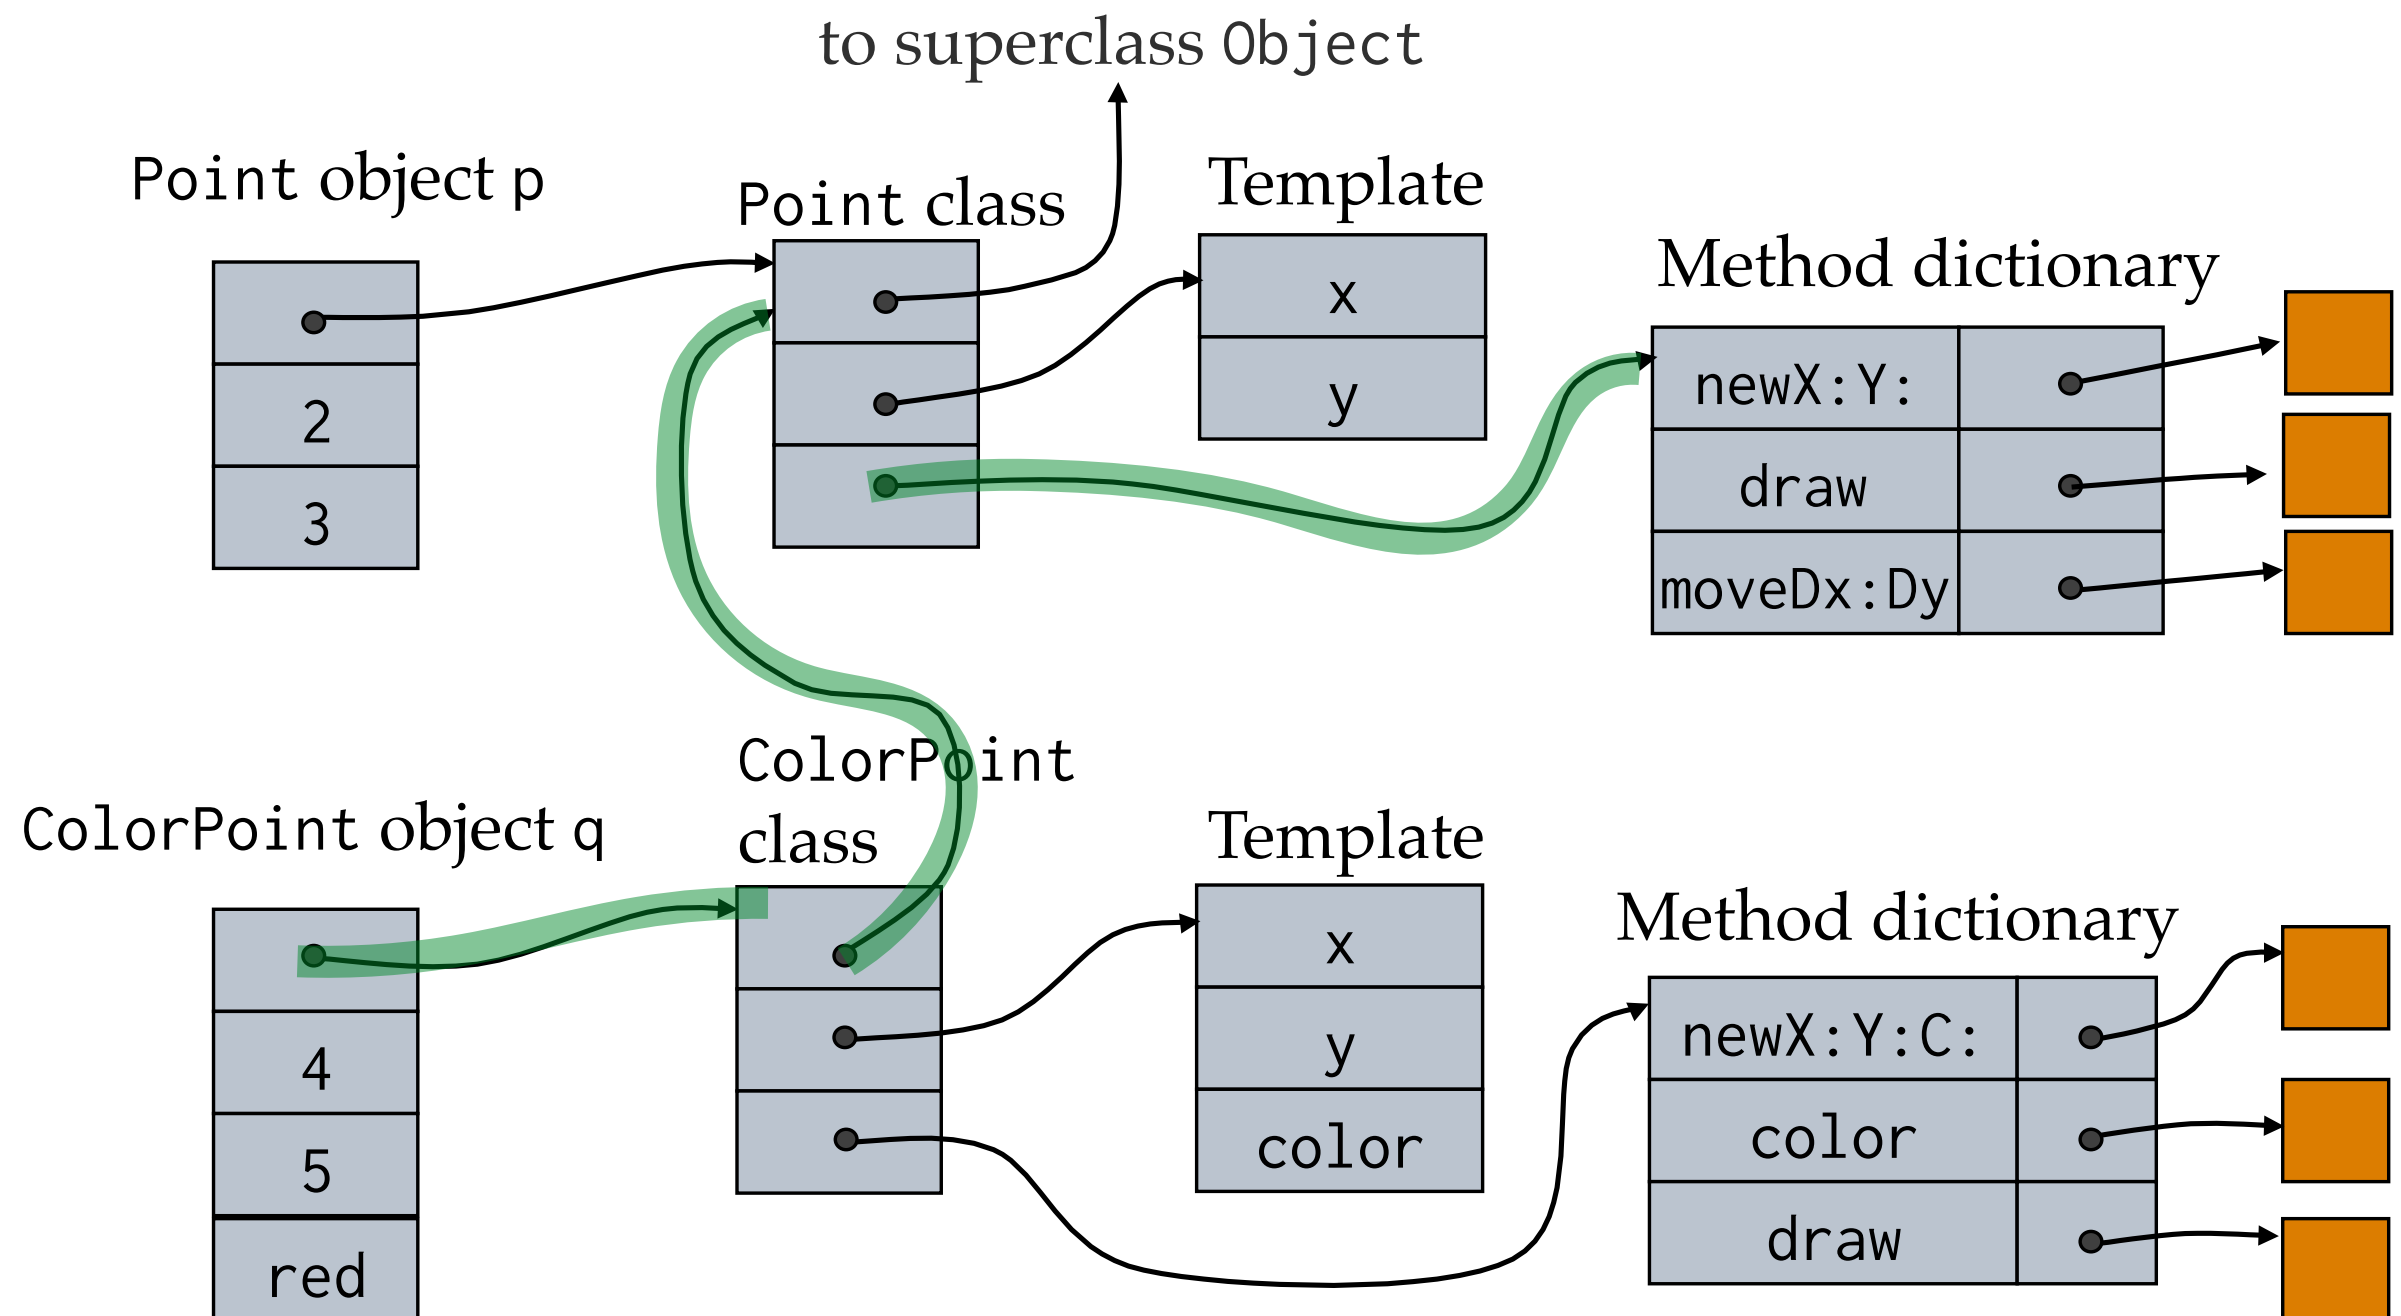 to superclass Object
Point object p
Point class
Template
Method dictionary
x
y
2
3
newX:Y:
draw
moveDx:Dy
ColorPoint object q
ColorPoint
class
Template
Method dictionary
x
y
color
4
5
red
newX:Y:C:
color
draw